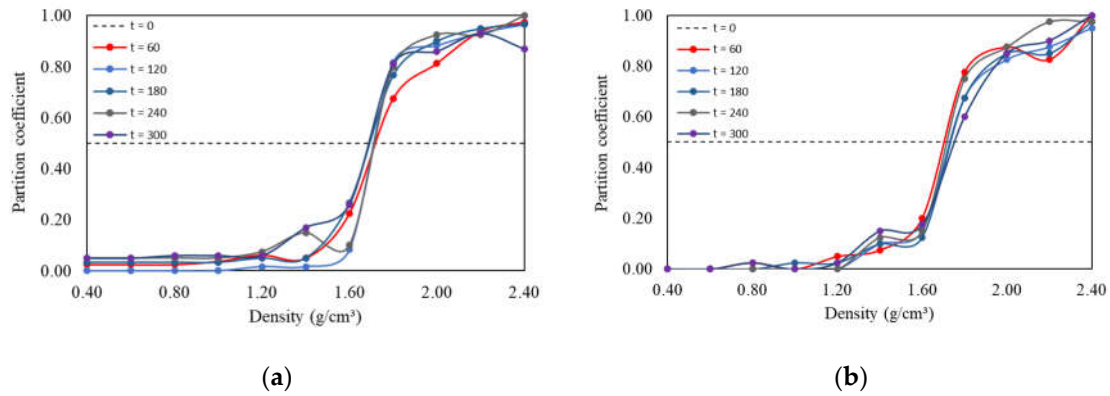 1.00
0.80
0.60
0.40
0.20
0.00
Partition coefficient
t = 0
t = 60
t = 120
t = 180
t = 240
t = 300
0.40 0.80 1.20 1.60 2.00 2.40
Density (g/cm³)
(a)
1.00
0.80
0.60
0.40
0.20
0.00
Partition coefficient
t = 0
t = 60
t = 120
t = 180
t = 240
t = 300
0.40 0.80 1.20 1.60 2.00 2.40
Density (g/cm³)
(b)